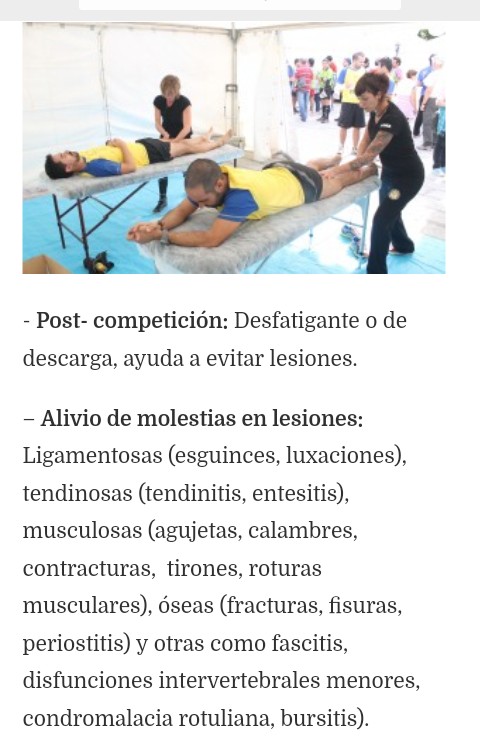 - Post- competición: Desfatigante o de
descarga, ayuda a evitar lesiones.
– Alivio de molestias en lesiones:
Ligamentosas (esguinces, luxaciones),
tendinosas (tendinitis, entesitis),
musculosas (agujetas, calambres,
contracturas,  tirones, roturas
musculares), óseas (fracturas, fisuras,
periostitis) y otras como fascitis,
disfunciones intervertebrales menores,
condromalacia rotuliana, bursitis).